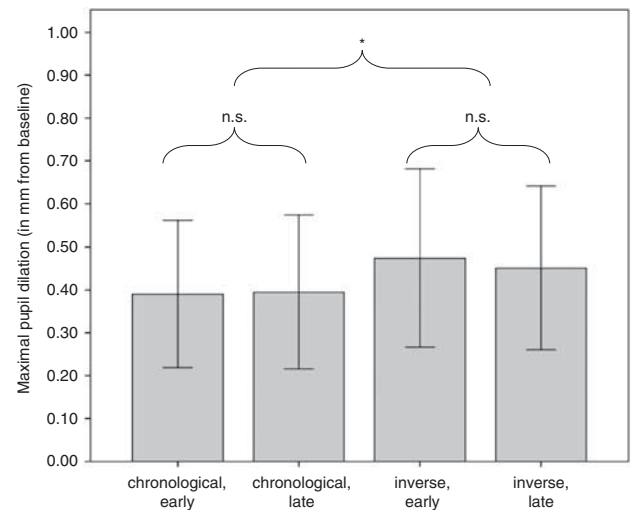 Maximal pupil dilation (in mm from baseline)
1.00
0.90
0.80
0.70
0.60
0.50
0.40
0.30
0.20
0.10
0.00
*
n.s.
n.s.
chronological,
early
chronological,
late
inverse,
early
inverse,
late